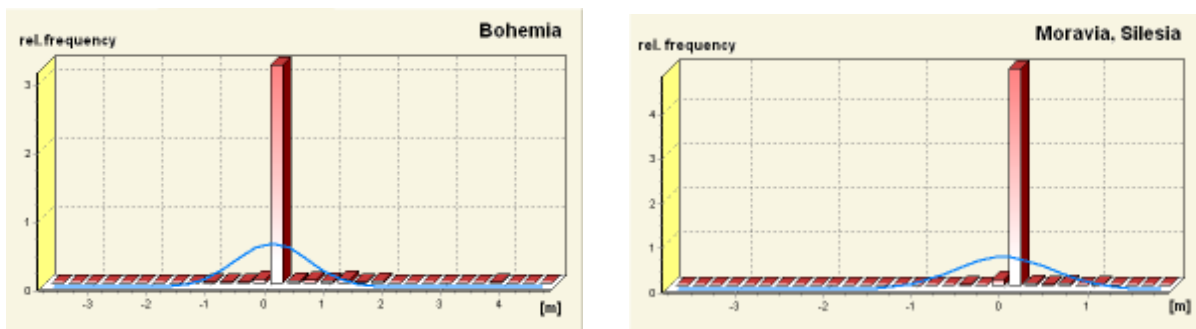 Bohemia
rel.frequency
3
2
1
0
-3 -2 -1 0 1 2 3 4 [m]
Moravia, Silesia
rel. frequency
4
3
2
1
0
-3 -2 -1 0 1 [m]